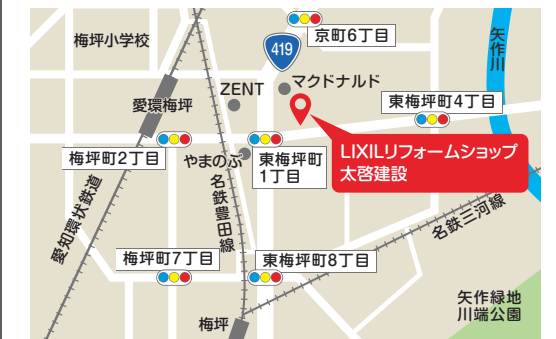 京町6丁目
梅坪小学校
419
矢作川
ZENT
マクドナルド
愛環梅坪
東梅坪町4丁目
梅坪町2丁目
やまのぶ
東梅坪町
1丁目
LIXILリフォームショップ
太啓建設
愛知環状鉄道
名鉄豊田線
名鉄三河線
梅坪町7丁目
東梅坪町8丁目
矢作緑地
川端公園
梅坪